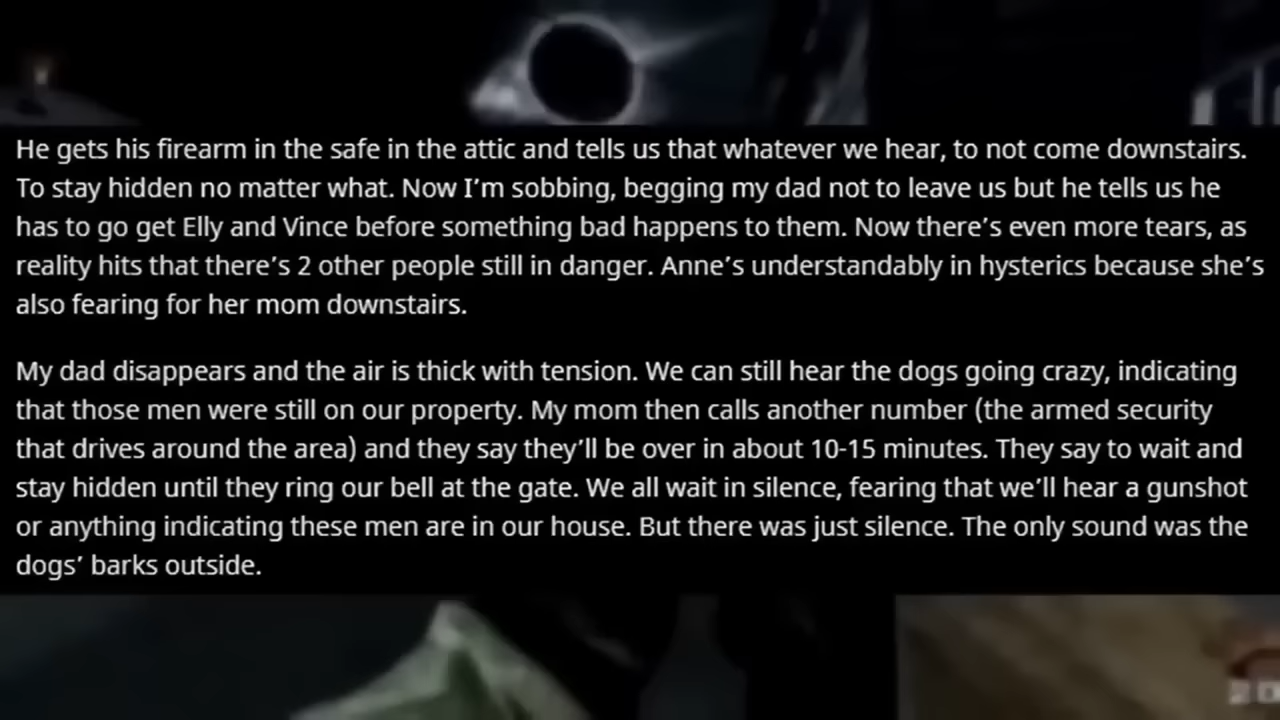 He gets his firearm in the safe in the attic and tells us that whatever we hear, to not come downstairs.
To stay hidden no matter what. Now I’m sobbing, begging my dad not to leave us but he tells us he
has to go get Elly and Vince before something bad happens to them. Now there’s even more tears, as
reality hits that there’s 2 other people still in danger. Anne’s understandably in hysterics because she’s
also fearing for her mom downstairs.
My dad disappears and the air is thick with tension. We can still hear the dogs going crazy, indicating
that those men were still on our property. My mom then calls another number (the armed security
that drives around the area) and they say they’ll be over in about 10-15 minutes. They say to wait and
stay hidden until they ring our bell at the gate. We all wait in silence, fearing that we’ll hear a gunshot
or anything indicating these men are in our house. But there was just silence. The only sound was the
dogs’ barks outside.